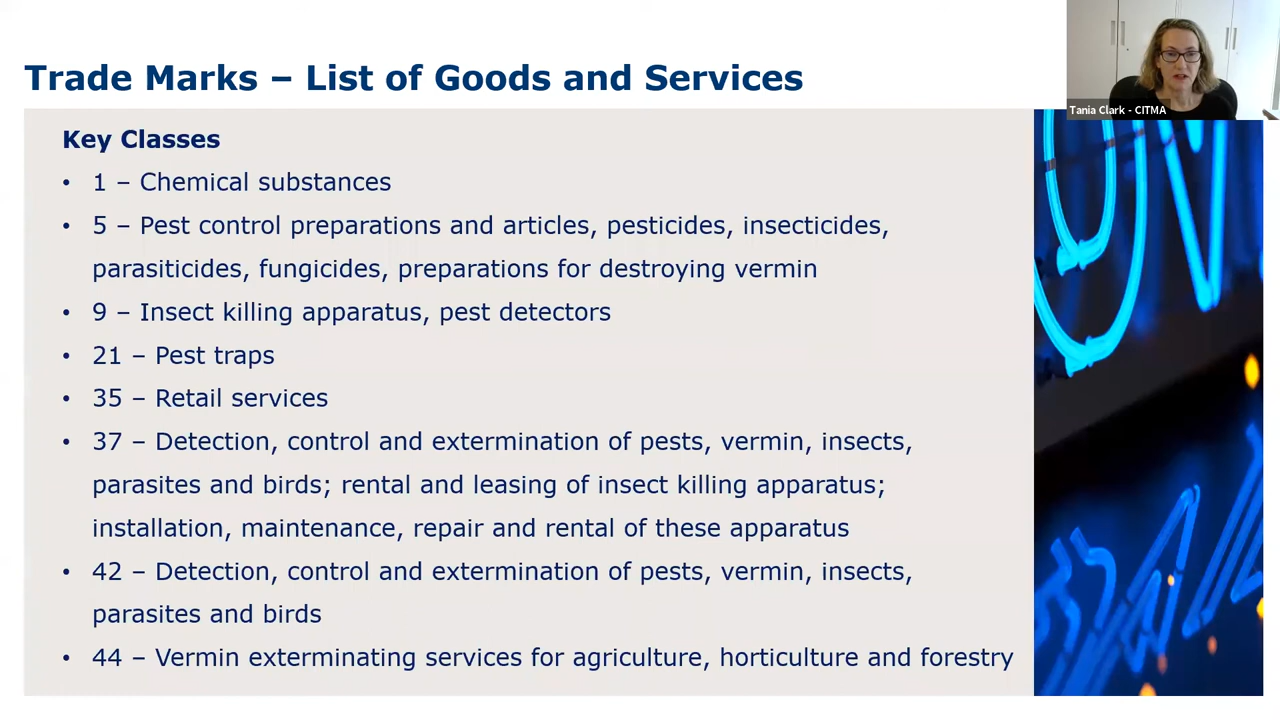 Trade Marks – List of Goods and Services
Tania Clark - CITMA
Key Classes
• 1 – Chemical substances
• 5 – Pest control preparations and articles, pesticides, insecticides,
parasiticides, fungicides, preparations for destroying vermin
• 9 – Insect killing apparatus, pest detectors
• 21 – Pest traps
• 35 – Retail services
• 37 – Detection, control and extermination of pests, vermin, insects,
parasites and birds; rental and leasing of insect killing apparatus;
installation, maintenance, repair and rental of these apparatus
• 42 – Detection, control and extermination of pests, vermin, insects,
parasites and birds
• 44 – Vermin exterminating services for agriculture, horticulture and forestry